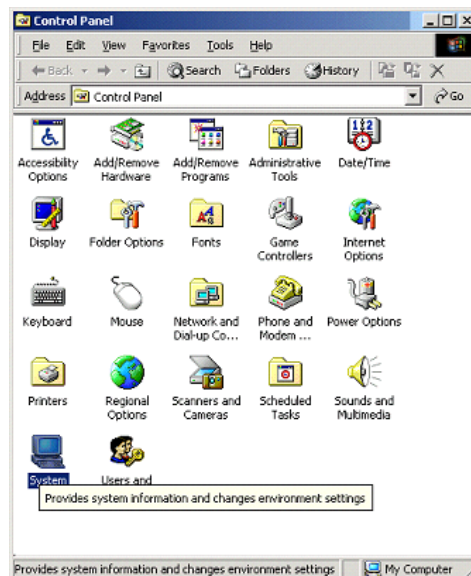 Control Panel
File Edit View Favorites Tools Help
Back Search Folders History
Address Control Panel Go
Accessibility Options
Add/Remove Hardware
Add/Remove Programs
Administrative Tools
Date/Time
Display
Folder Options
Fonts
Game Controllers
Internet Options
Keyboard
Mouse
Network and Dial-up Co...
Phone and Modem ...
Power Options
Printers
Regional Options
Scanners and Cameras
Scheduled Tasks
Sounds and Multimedia
System
Users and
Provides system information and changes environment settings
Provides system information and changes environment settings My Computer